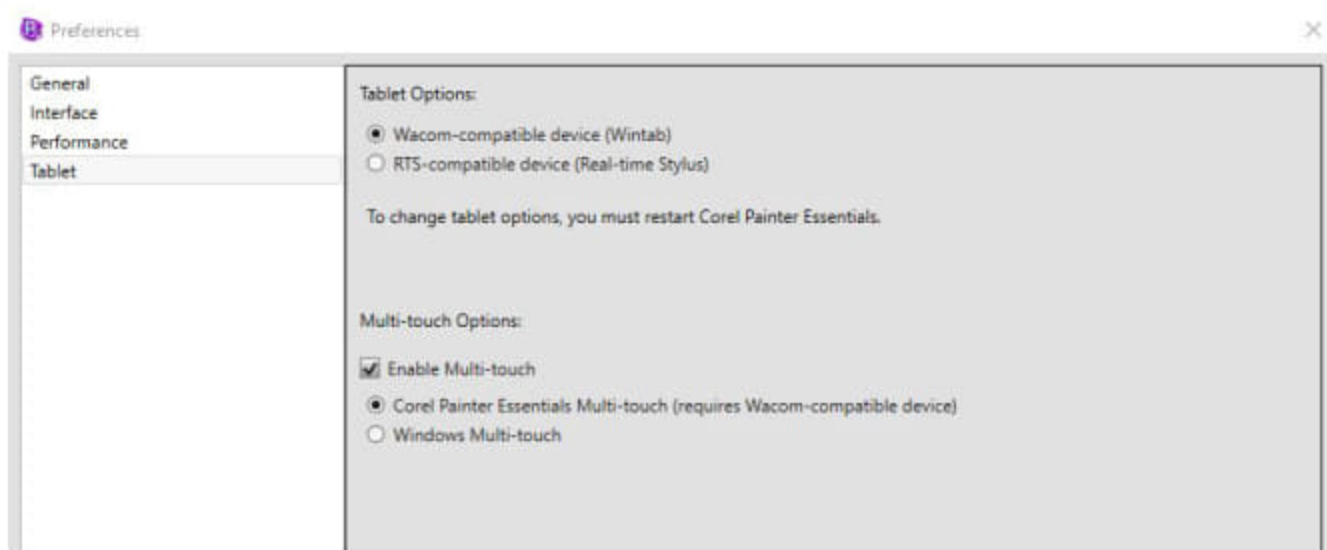 Preferences
General
Interface
Performance
Tablet
Tablet Options:
Wacom-compatible device (Wintab)
RTS-compatible device (Real-time Stylus)
To change tablet options, you must restart Corel Painter Essentials.
Multi-touch Options:
Enable Multi-touch
Corel Painter Essentials Multi-touch (requires Wacom-compatible device)
Windows Multi-touch